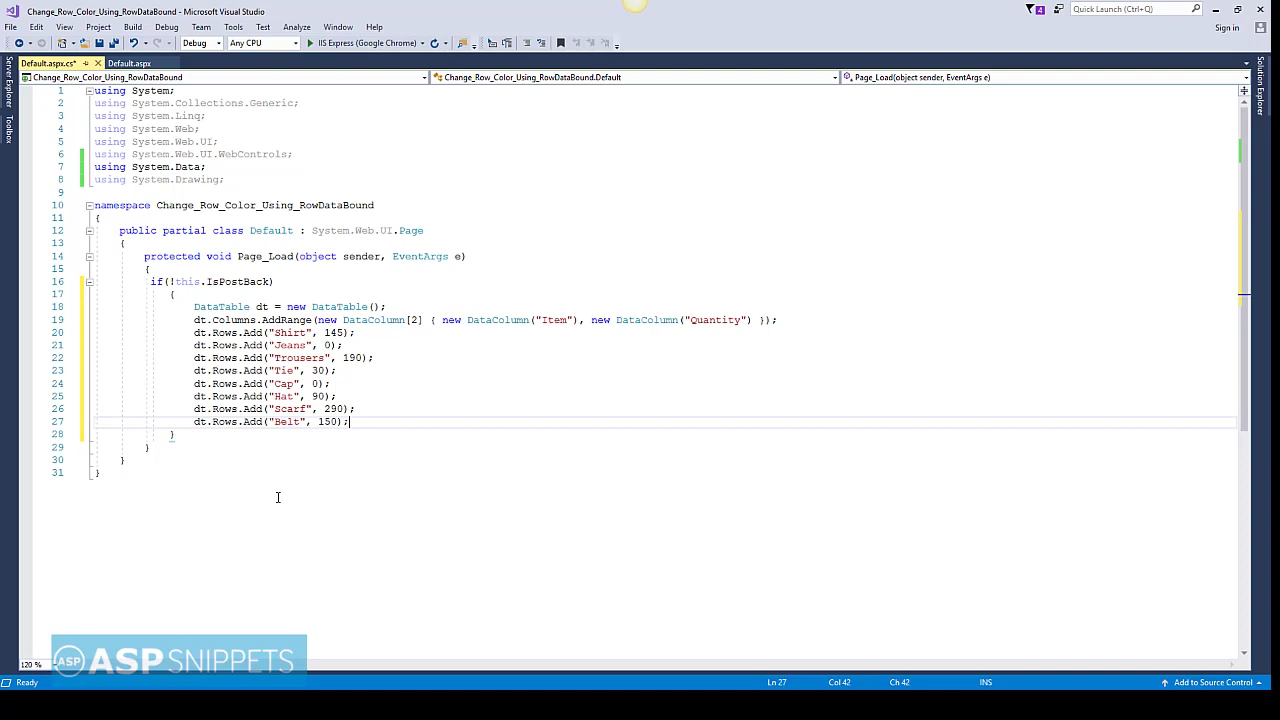 Change_Row_Color_Using_RowDataBound - Microsoft Visual Studio
4
Quick Launch (Ctrl+Q)
File Edit View Project Build Debug Team Tools Test Analyze Window Help
Sign in
Debug Any CPU IIS Express (Google Chrome)
Default.aspx.cs* Default.aspx
Change_Row_Color_Using_RowDataBound Change_Row_Color_Using_RowDataBound.Default Page_Load(object sender, EventArgs e)
Server Explorer
Toolbox
Solution Explorer
1 using System;
2 using System.Collections.Generic;
3 using System.Linq;
4 using System.Web;
5 using System.Web.UI;
6 using System.Web.UI.WebControls;
7 using System.Data;
8 using System.Drawing;
9
10 namespace Change_Row_Color_Using_RowDataBound
11 {
12 public partial class Default : System.Web.UI.Page
13 {
14 protected void Page_Load(object sender, EventArgs e)
15 {
16 if(!this.IsPostBack)
17 {
18 DataTable dt = new DataTable();
19 dt.Columns.AddRange(new DataColumn[2] { new DataColumn("Item"), new DataColumn("Quantity") });
20 dt.Rows.Add("Shirt", 145);
21 dt.Rows.Add("Jeans", 0);
22 dt.Rows.Add("Trousers", 190);
23 dt.Rows.Add("Tie", 30);
24 dt.Rows.Add("Cap", 0);
25 dt.Rows.Add("Hat", 90);
26 dt.Rows.Add("Scarf", 290);
27 dt.Rows.Add("Belt", 150);
28 }
29 }
30 }
31 }
ASP ASPSNIPPETS
120 %
Ready Ln 27 Col 42 Ch 42 INS Add to Source Control